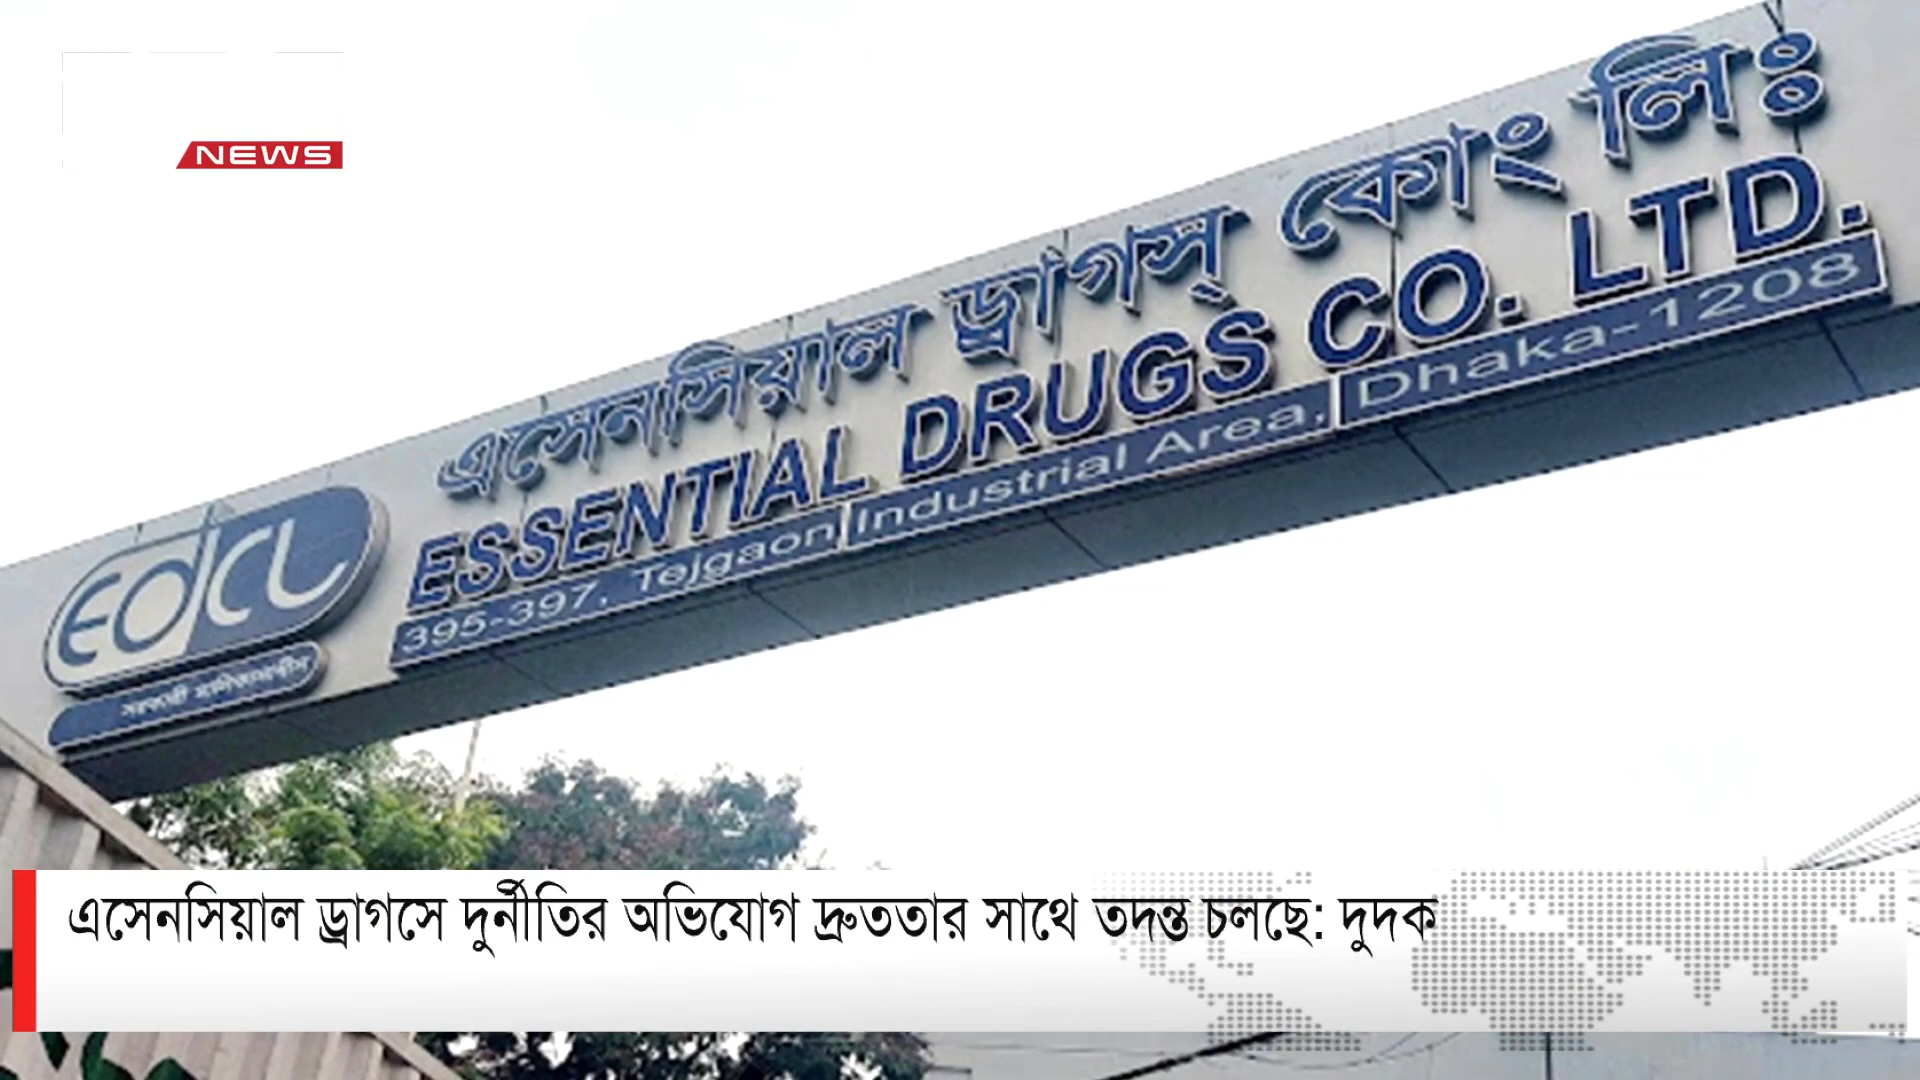 NEWS
এসেনসিয়াল ড্রাগস্ কোং লিঃ
ESSENTIAL DRUGS CO. LTD.
395-397, Tejgaon Industrial Area, Dhaka-1208
EDCL
এসেনসিয়াল ড্রাগসে দুর্নীতির অভিযোগ দ্রুততার সাথে তদন্ত চলছে: দুদক